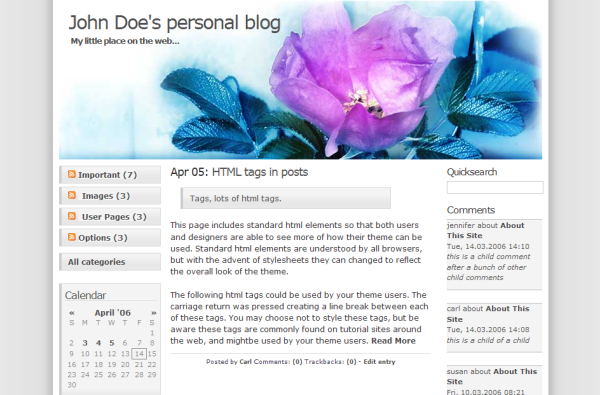 John Doe's personal blog
My little place on the web...
Important (7)
Images (3)
User Pages (3)
Options (3)
All categories
Calendar
« April '06 »
S M T W T F S
1
2 3 4 5 6 7 8
9 10 11 12 13 14 15
16 17 18 19 20 21 22
23 24 25 26 27 28 29
30
Apr 05: HTML tags in posts
Tags, lots of html tags.
This page includes standard html elements so that both users
and designers are able to see more of how their theme can be
used. Standard html elements are understood by all browsers,
but with the advent of stylesheets they can changed to reflect
the overall look of the theme.
The following html tags could be used by your theme users. The
carriage return was pressed creating a line break between each
of these tags. You may choose not to style these tags, but be
aware these tags are commonly found on tutorial sites around
the web, and mightbe used by your theme users. Read More
Posted by Carl Comments: (0) Trackbacks: (0) - Edit entry
Quicksearch
Comments
jennifer about About
This Site
Tue, 14.03.2006 14:10
this is a child comment
after a bunch of other
child comments
carl about About This
Site
Tue, 14.03.2006 14:08
this is a child of a child
susan about About This
Site
Fri, 10.03.2006 08:21